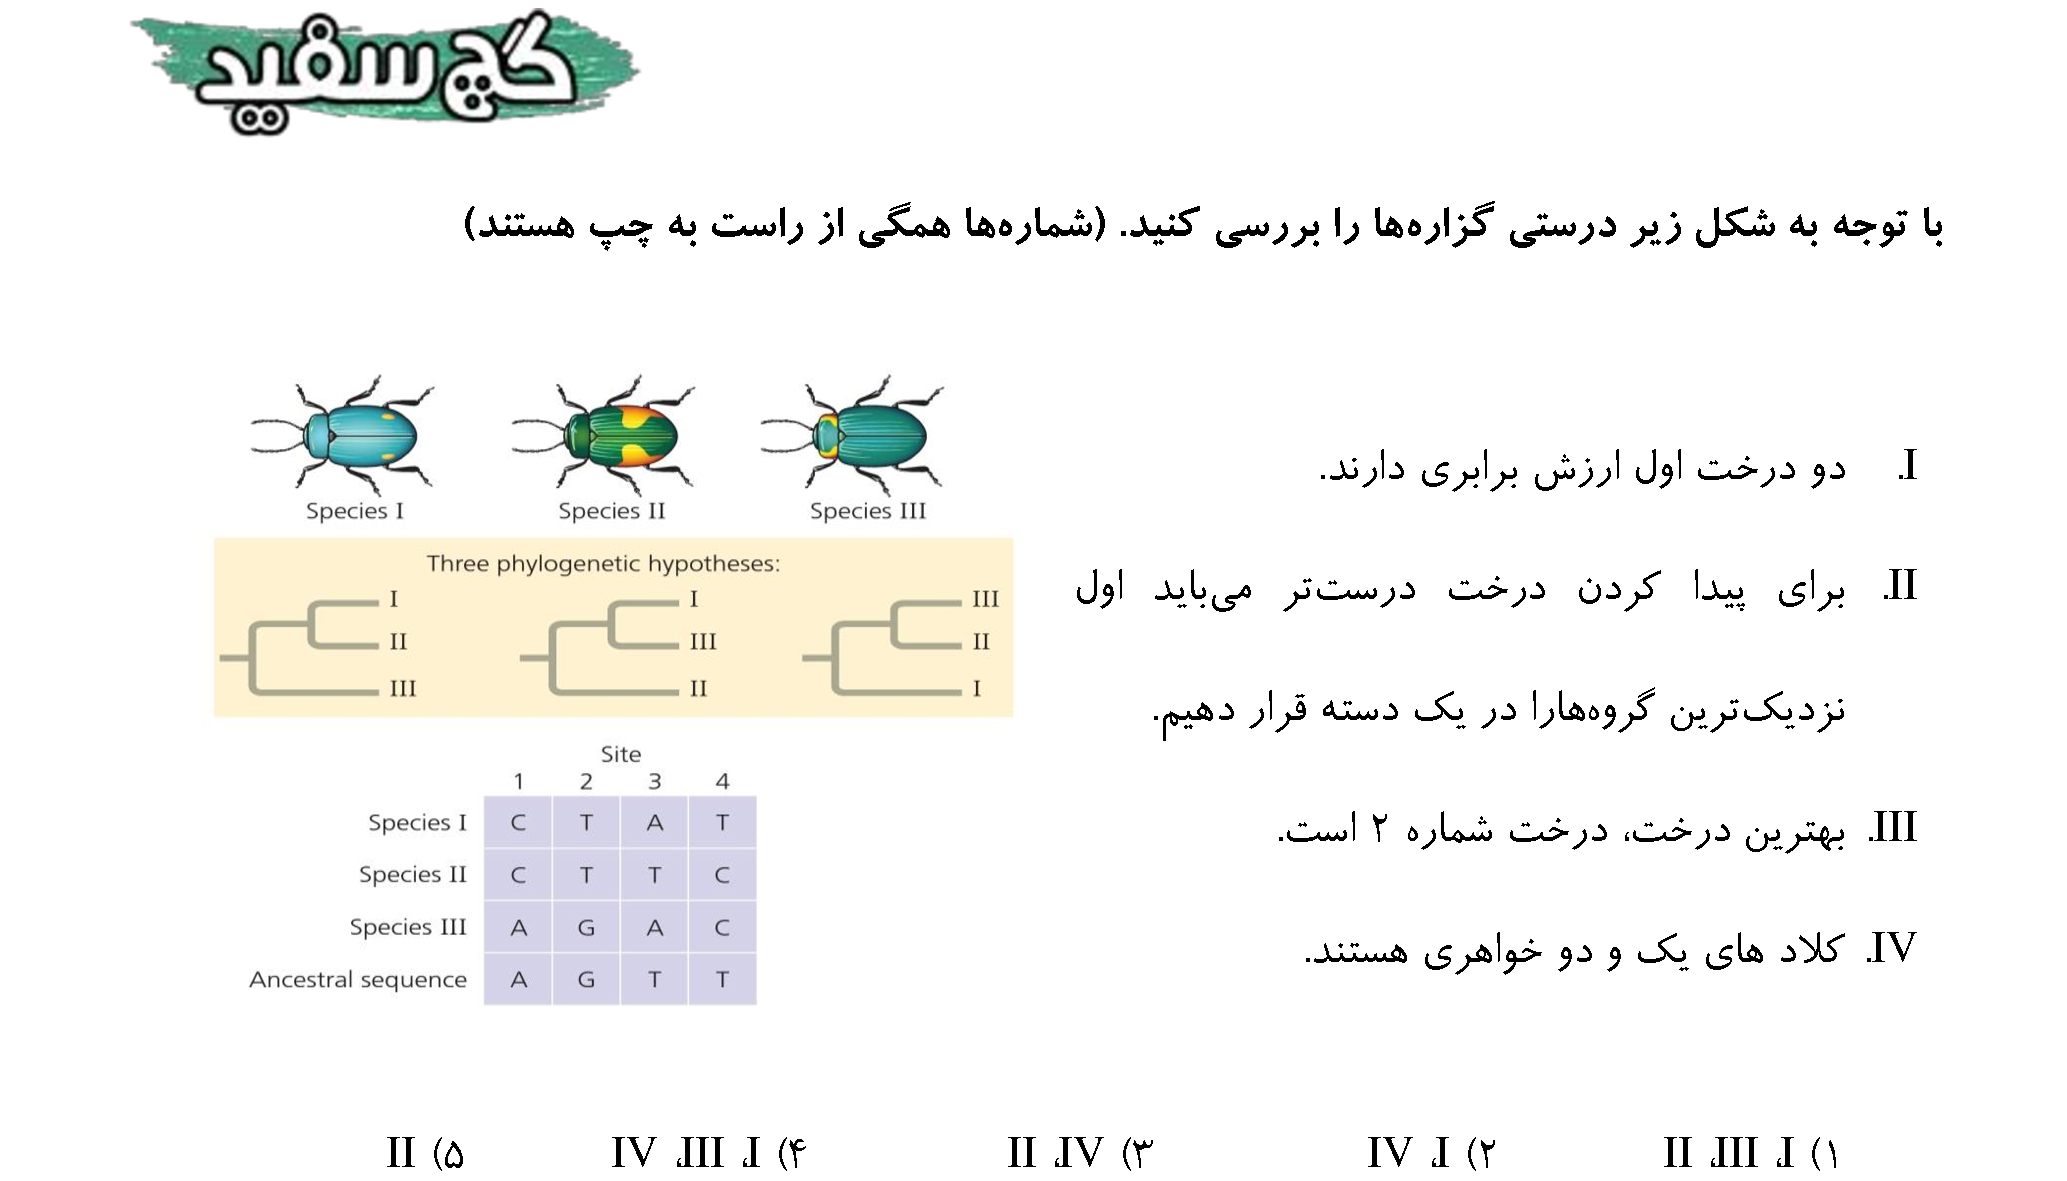 گچ سفید
با توجه به شکل زیر درستی گزاره‌ها را بررسی کنید. (شماره‌ها همگی از راست به چپ هستند)
I. دو درخت اول ارزش برابری دارند.
II. برای پیدا کردن درخت درست‌تر می‌باید اول
نزدیک‌ترین گروه‌هارا در یک دسته قرار دهیم.
III. بهترین درخت، درخت شماره ۲ است.
IV. کلاد های یک و دو خواهری هستند.
Species I Species II Species III
Three phylogenetic hypotheses:
I I III
II III II
III II I
Site
1 2 3 4
Species I C T A T
Species II C T T C
Species III A G A C
Ancestral sequence A G T T
۱) I، III، II ۲) I، IV ۳) IV، II ۴) I، III، IV ۵) II